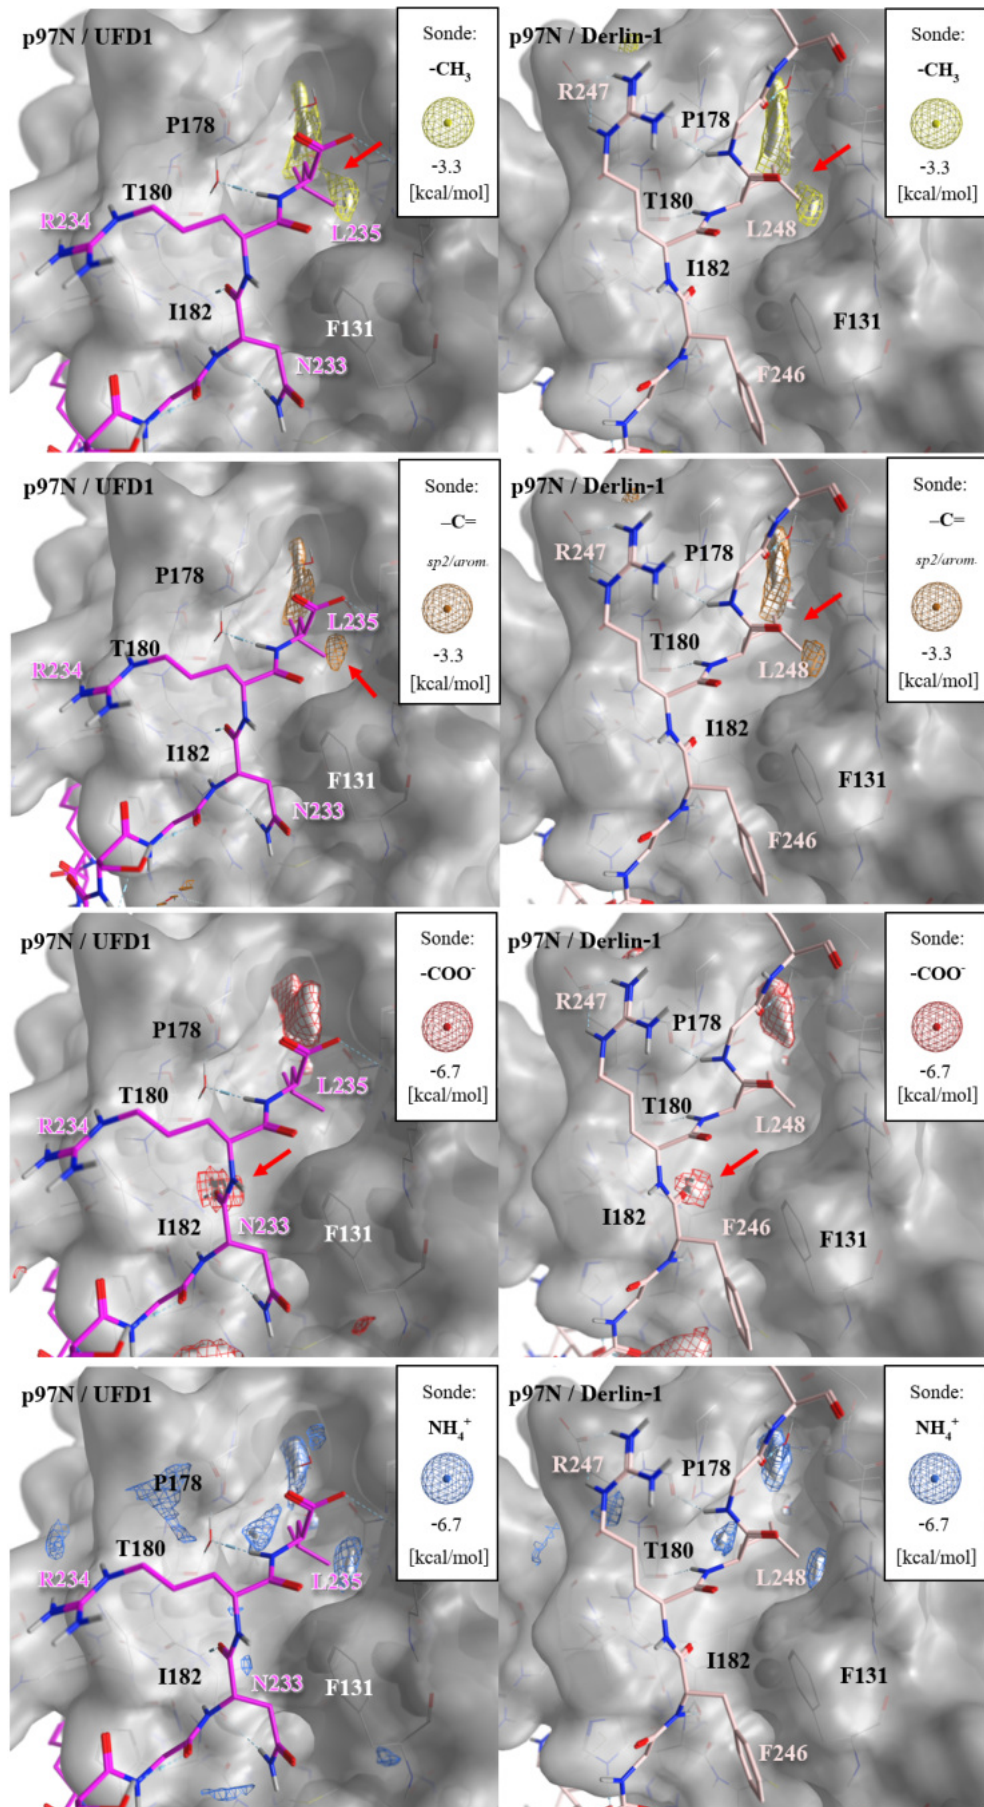 p97N / UFD1
Sonde:
-CH₃
-3.3
[kcal/mol]
P178
T180
R234
L235
I182
F131
N233
p97N / Derlin-1
Sonde:
-CH₃
-3.3
[kcal/mol]
R247
P178
T180
L248
I182
F131
F246
p97N / UFD1
Sonde:
–C=
sp2/arom.
-3.3
[kcal/mol]
P178
L235
T180
R234
I182
F131
N233
p97N / Derlin-1
Sonde:
–C=
sp2/arom.
-3.3
[kcal/mol]
R247
P178
T180
L248
I182
F131
F246
p97N / UFD1
Sonde:
-COO⁻
-6.7
[kcal/mol]
P178
L235
T180
R234
I182
N233
F131
p97N / Derlin-1
Sonde:
-COO⁻
-6.7
[kcal/mol]
R247
P178
T180
L248
I182
F246
F131
p97N / UFD1
Sonde:
NH₄⁺
-6.7
[kcal/mol]
P178
T180
R234
L235
I182
N233
F131
p97N / Derlin-1
Sonde:
NH₄⁺
-6.7
[kcal/mol]
R247
P178
T180
L248
I182
F131
F246